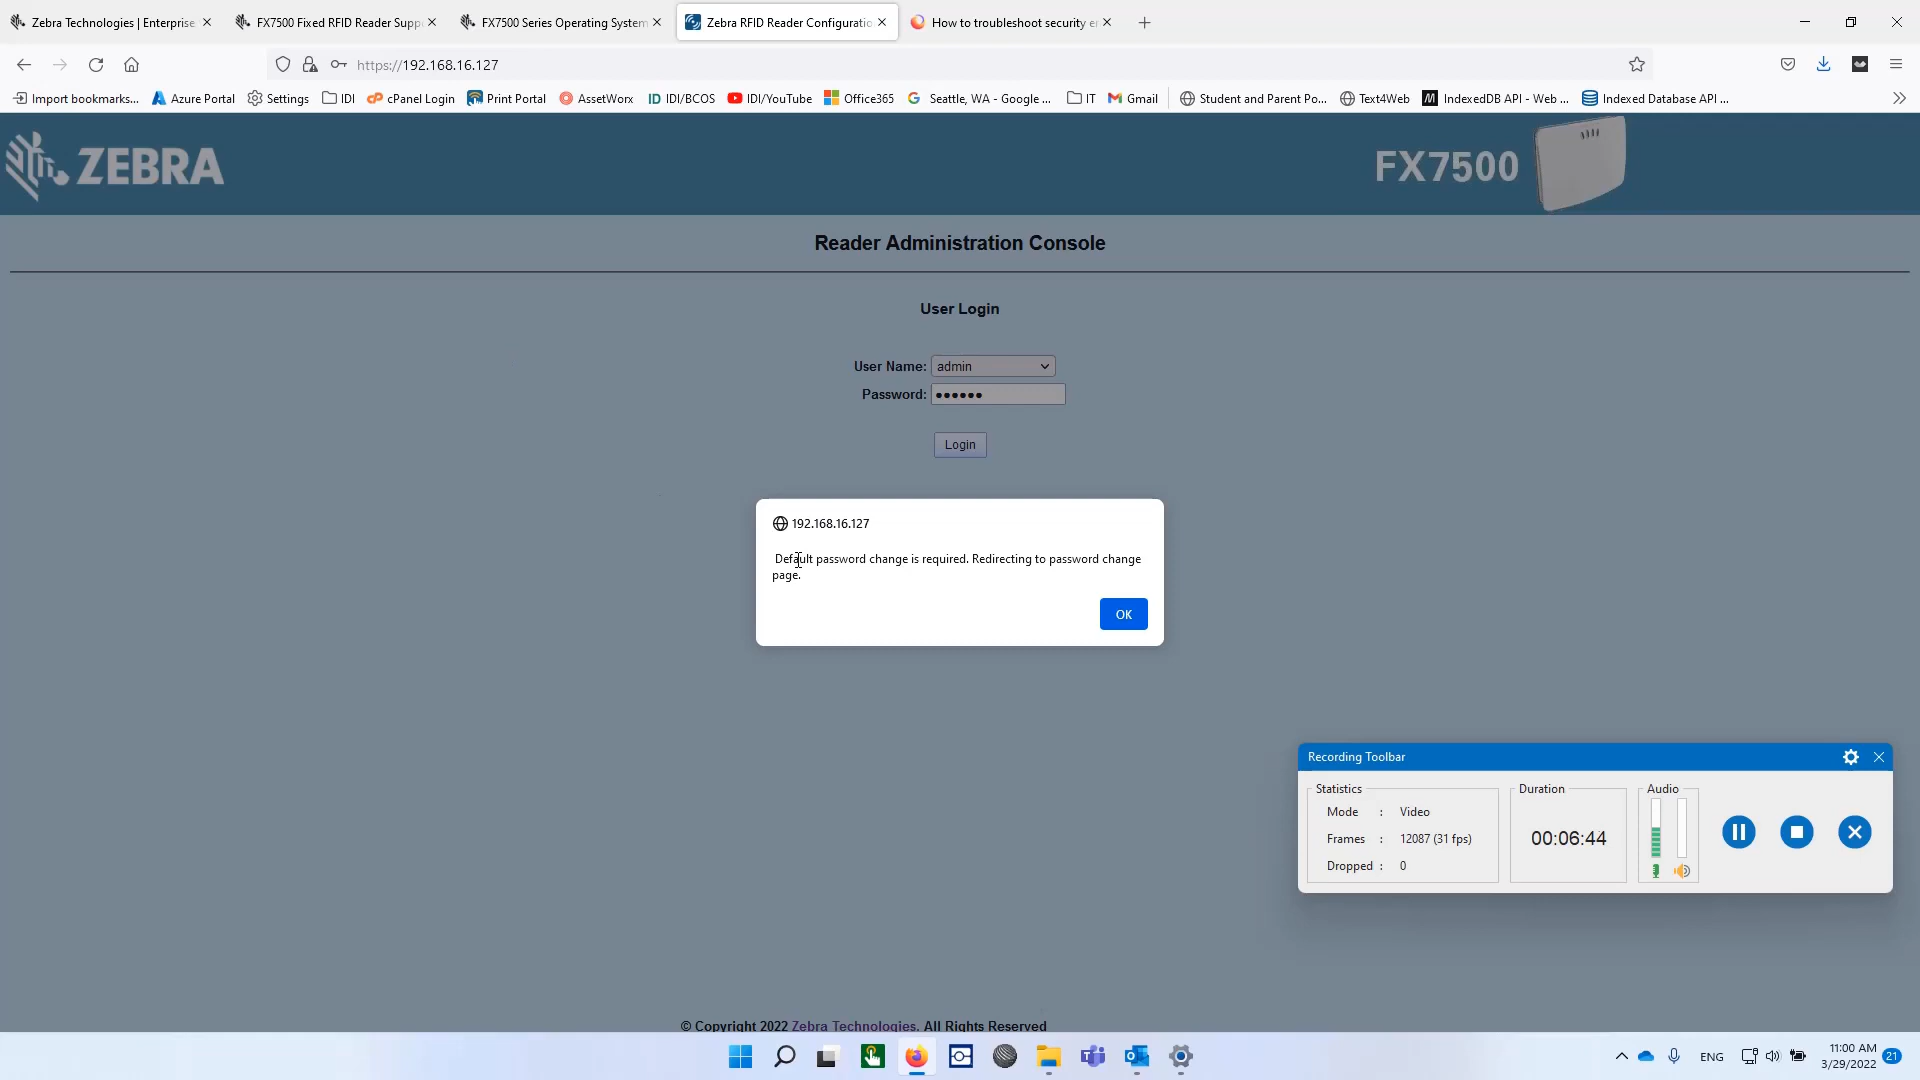 Zebra Technologies | Enterprise
FX7500 Fixed RFID Reader Supp
FX7500 Series Operating System
Zebra RFID Reader Configuratio
How to troubleshoot security e
https://192.168.16.127
Import bookmarks... Azure Portal Settings IDI cPanel Login Print Portal AssetWorx IDI/BCOS IDI/YouTube Office365 Seattle, WA - Google ... IT Gmail Student and Parent Po... Text4Web IndexedDB API - Web ... Indexed Database API ...
ZEBRA
FX7500
Reader Administration Console
User Login
User Name: admin
Password: ●●●●●●
Login
192.168.16.127
Default password change is required. Redirecting to password change
page.
OK
Recording Toolbar
Statistics
Mode : Video
Frames : 12087 (31 fps)
Dropped : 0
Duration
00:06:44
Audio
© Copyright 2022 Zebra Technologies. All Rights Reserved
ENG
11:00 AM
3/29/2022
21